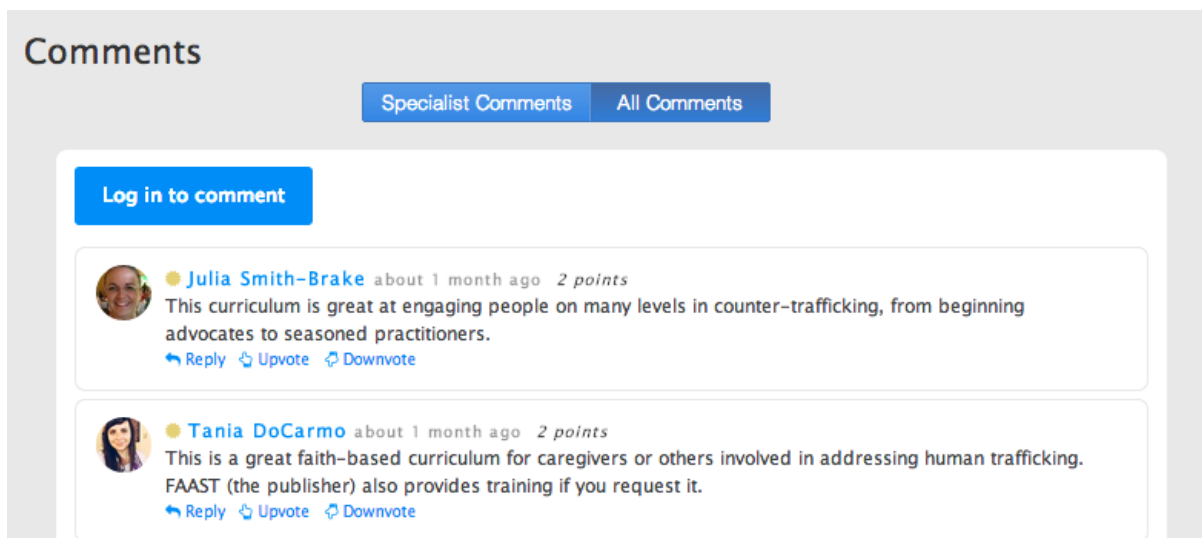 Comments
Specialist Comments All Comments
Log in to comment
Julia Smith-Brake about 1 month ago 2 points
This curriculum is great at engaging people on many levels in counter-trafficking, from beginning
advocates to seasoned practitioners.
Reply Upvote Downvote
Tania DoCarmo about 1 month ago 2 points
This is a great faith-based curriculum for caregivers or others involved in addressing human trafficking.
FAAST (the publisher) also provides training if you request it.
Reply Upvote Downvote